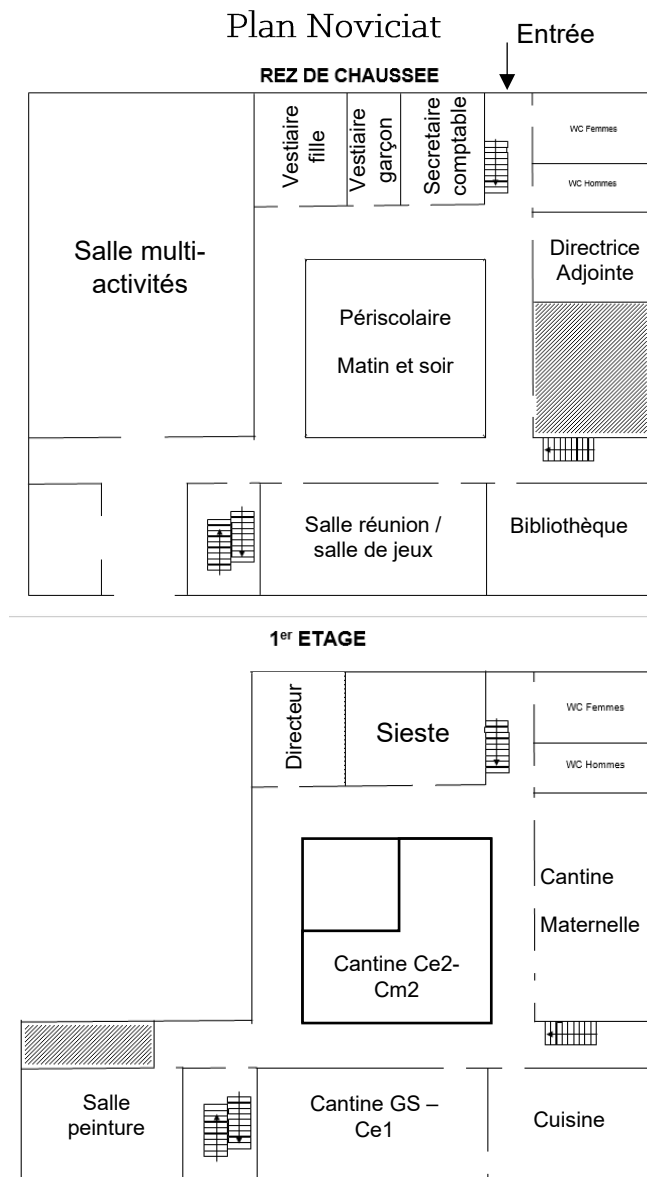 Plan Noviciat
Entrée
REZ DE CHAUSSEE
Vestiaire
fille
Vestiaire
garçon
Secretaire
comptable
WC Femmes
WC Hommes
Salle multi-
activités
Directrice
Adjointe
Périscolaire
Matin et soir
Salle réunion /
salle de jeux
Bibliothèque
1er ETAGE
Directeur
Sieste
WC Femmes
WC Hommes
Cantine
Maternelle
Cantine Ce2-
Cm2
Salle
peinture
Cantine GS –
Ce1
Cuisine